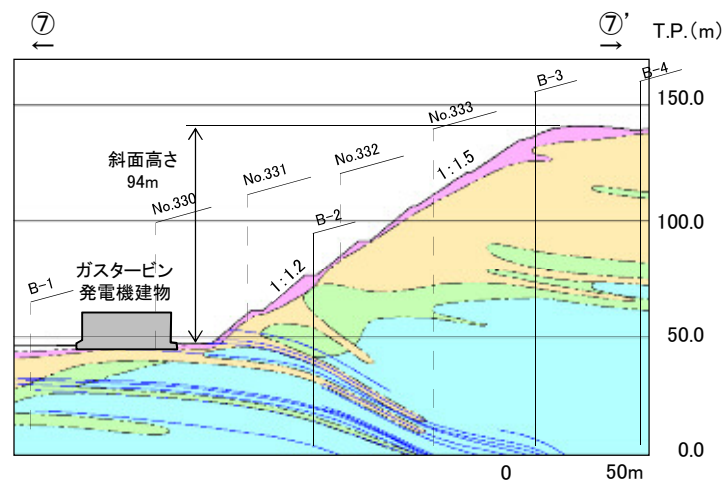 ⑦
←
⑦'
→
T.P.(m)
B-4
B-3
150.0
No.333
斜面高さ
94m
No.332
No.331
1:1.5
No.330
100.0
B-2
ガスタービン
発電機建物
1:1.2
B-1
50.0
0.0
0
50m